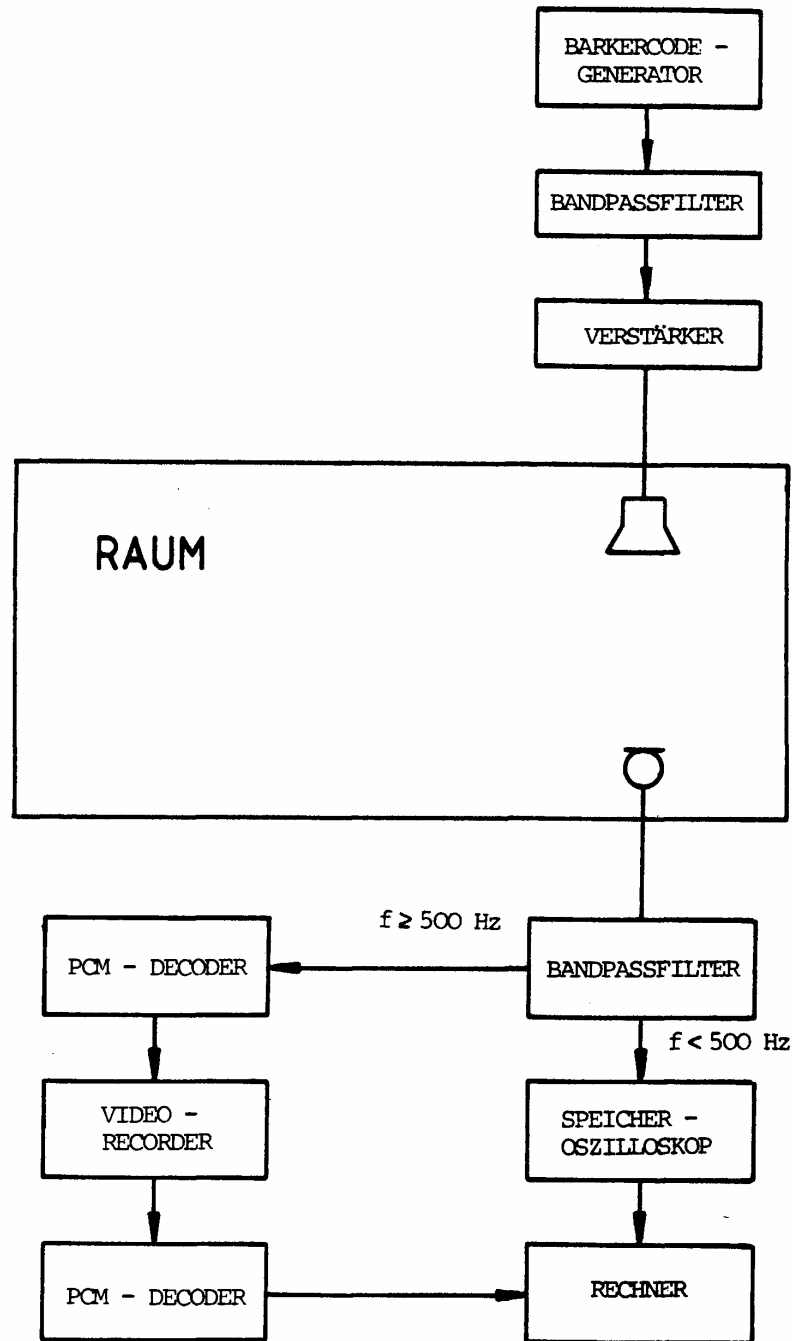 BARKERCODE -
GENERATOR
BANDPASSFILTER
VERSTÄRKER
RAUM
f ≥ 500 Hz
PCM - DECODER
BANDPASSFILTER
f < 500 Hz
VIDEO -
RECORDER
SPEICHER -
OSZILLOSKOP
PCM - DECODER
RECHNER